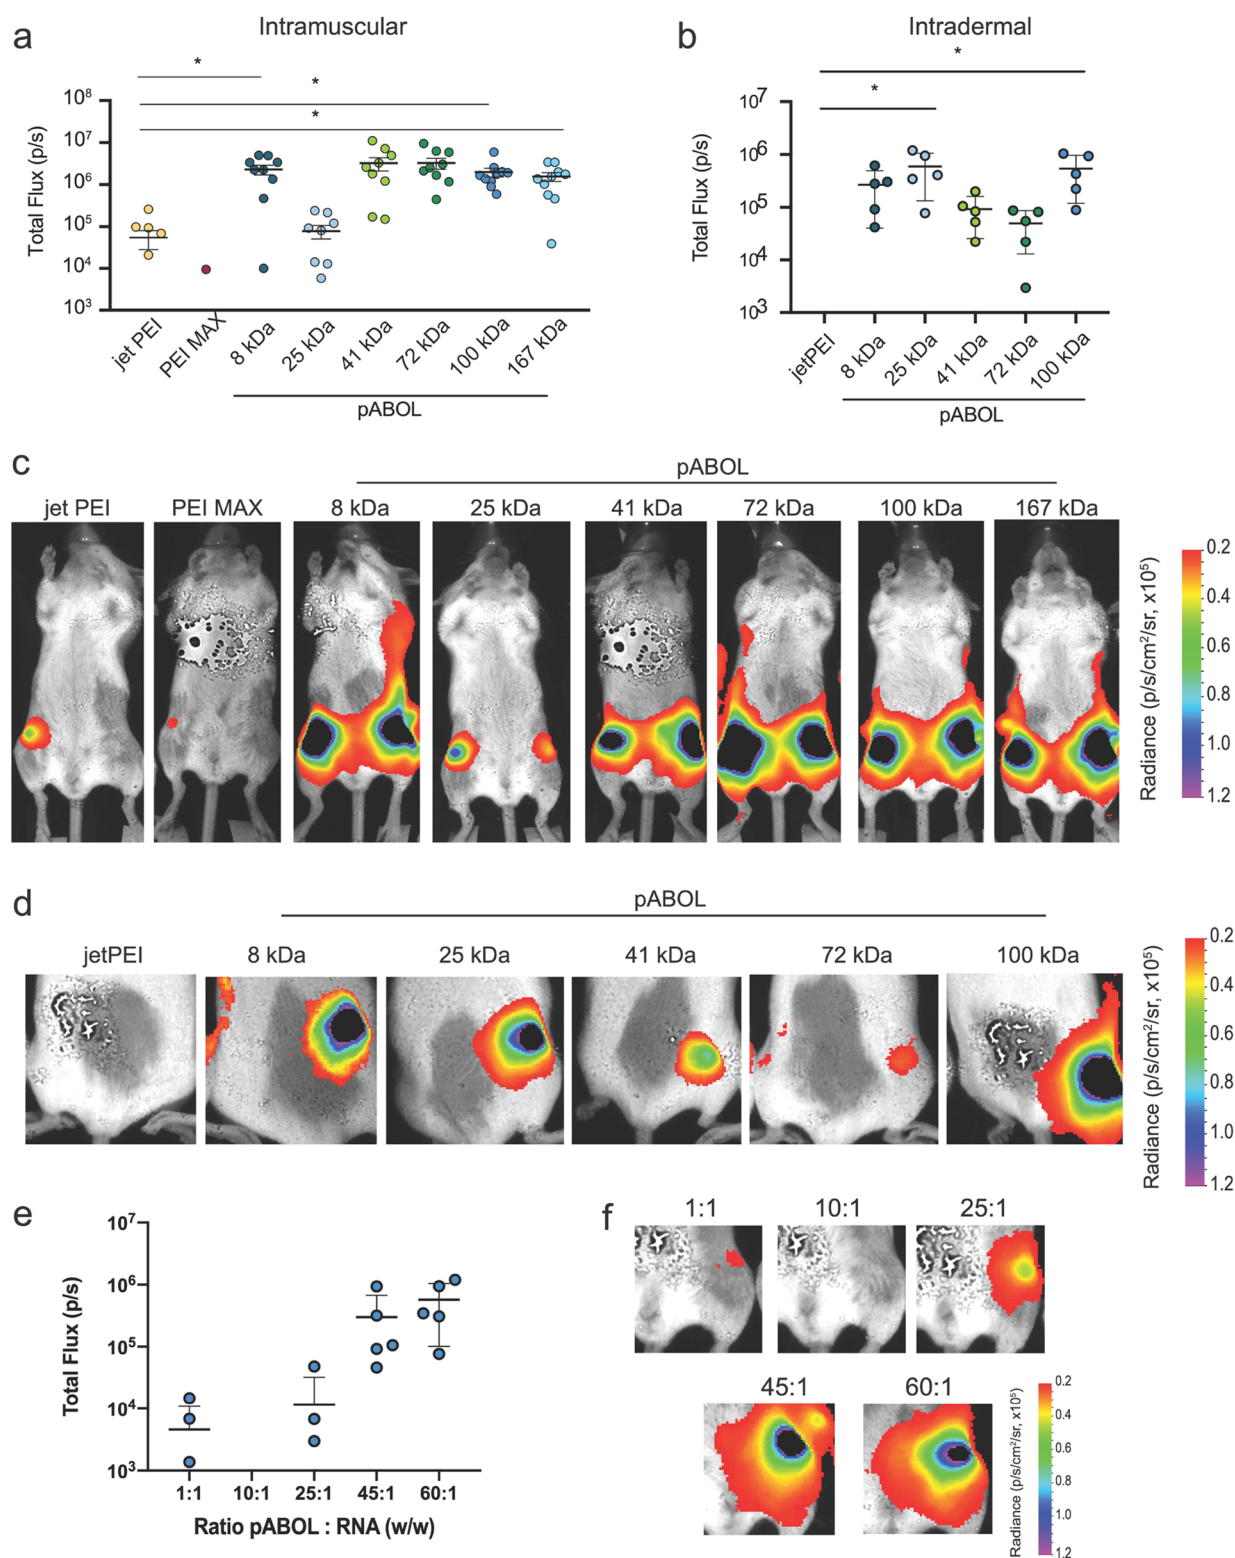 a
Intramuscular
*
*
*
Total Flux (p/s)
10⁸
10⁷
10⁶
10⁵
10⁴
10³
jet PEI
PEI MAX
8 kDa
25 kDa
41 kDa
72 kDa
100 kDa
167 kDa
pABOL
b
Intradermal
*
*
Total Flux (p/s)
10⁷
10⁶
10⁵
10⁴
10³
jetPEI
8 kDa
25 kDa
41 kDa
72 kDa
100 kDa
pABOL
c
pABOL
jet PEI PEI MAX 8 kDa 25 kDa 41 kDa 72 kDa 100 kDa 167 kDa
Radiance (p/s/cm²/sr, x10⁵)
0.2
0.4
0.6
0.8
1.0
1.2
d
pABOL
jetPEI 8 kDa 25 kDa 41 kDa 72 kDa 100 kDa
Radiance (p/s/cm²/sr, x10⁵)
0.2
0.4
0.6
0.8
1.0
1.2
e
Total Flux (p/s)
10⁷
10⁶
10⁵
10⁴
10³
1:1 10:1 25:1 45:1 60:1
Ratio pABOL : RNA (w/w)
f
1:1 10:1 25:1
45:1 60:1
Radiance (p/s/cm²/sr, x10⁵)
0.2
0.4
0.6
0.8
1.0
1.2